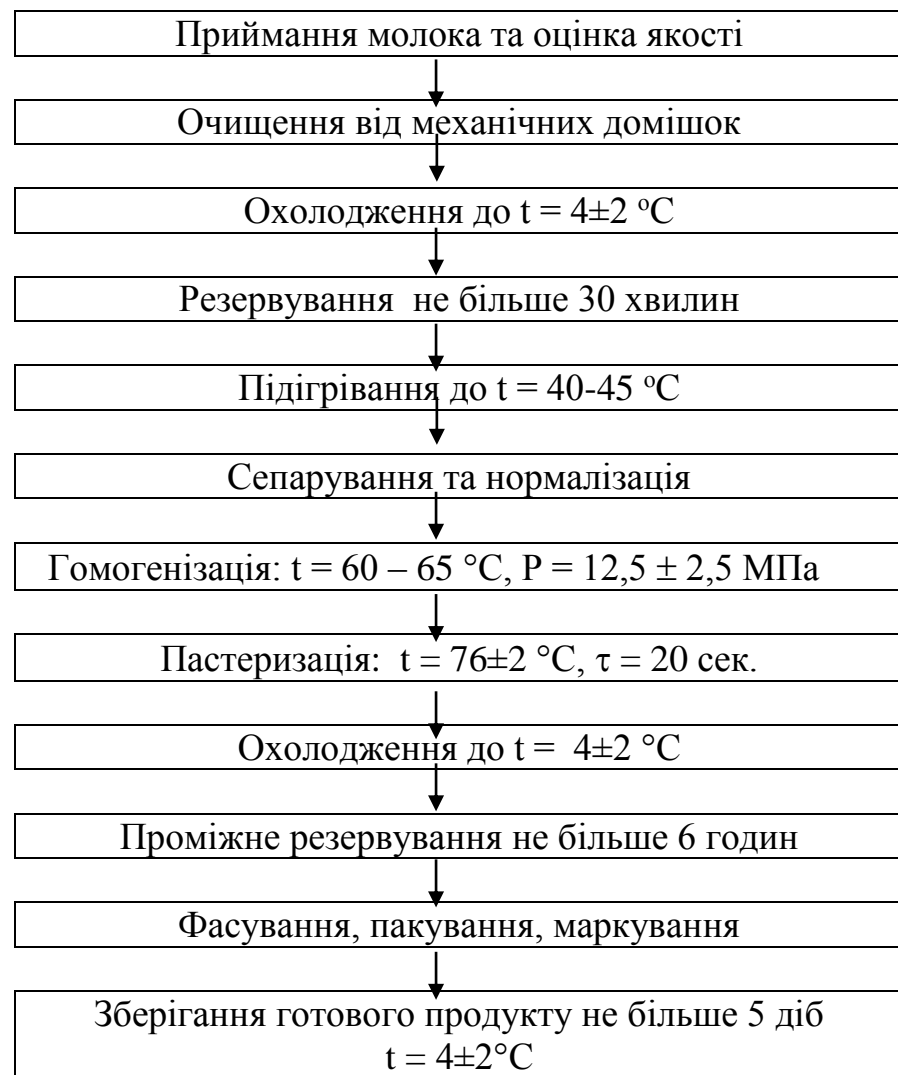 Приймання молока та оцінка якості
Очищення від механічних домішок
Охолодження до t = 4±2 °С
Резервування не більше 30 хвилин
Підігрівання до t = 40-45 °С
Сепарування та нормалізація
Гомогенізація: t = 60 – 65 °С, Р = 12,5 ± 2,5 МПа
Пастеризація: t = 76±2 °С, τ = 20 сек.
Охолодження до t = 4±2 °С
Проміжне резервування не більше 6 годин
Фасування, пакування, маркування
Зберігання готового продукту не більше 5 діб
t = 4±2°С